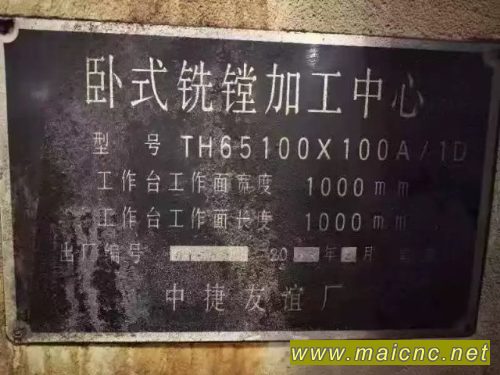 卧式铣镗加工中心
型号 TH65100X100A/1D
工作台工作面宽度 1000mm
工作台工作面长度 1000mm
出厂编号 20 年 月
中捷友谊厂
www.maicnc.net